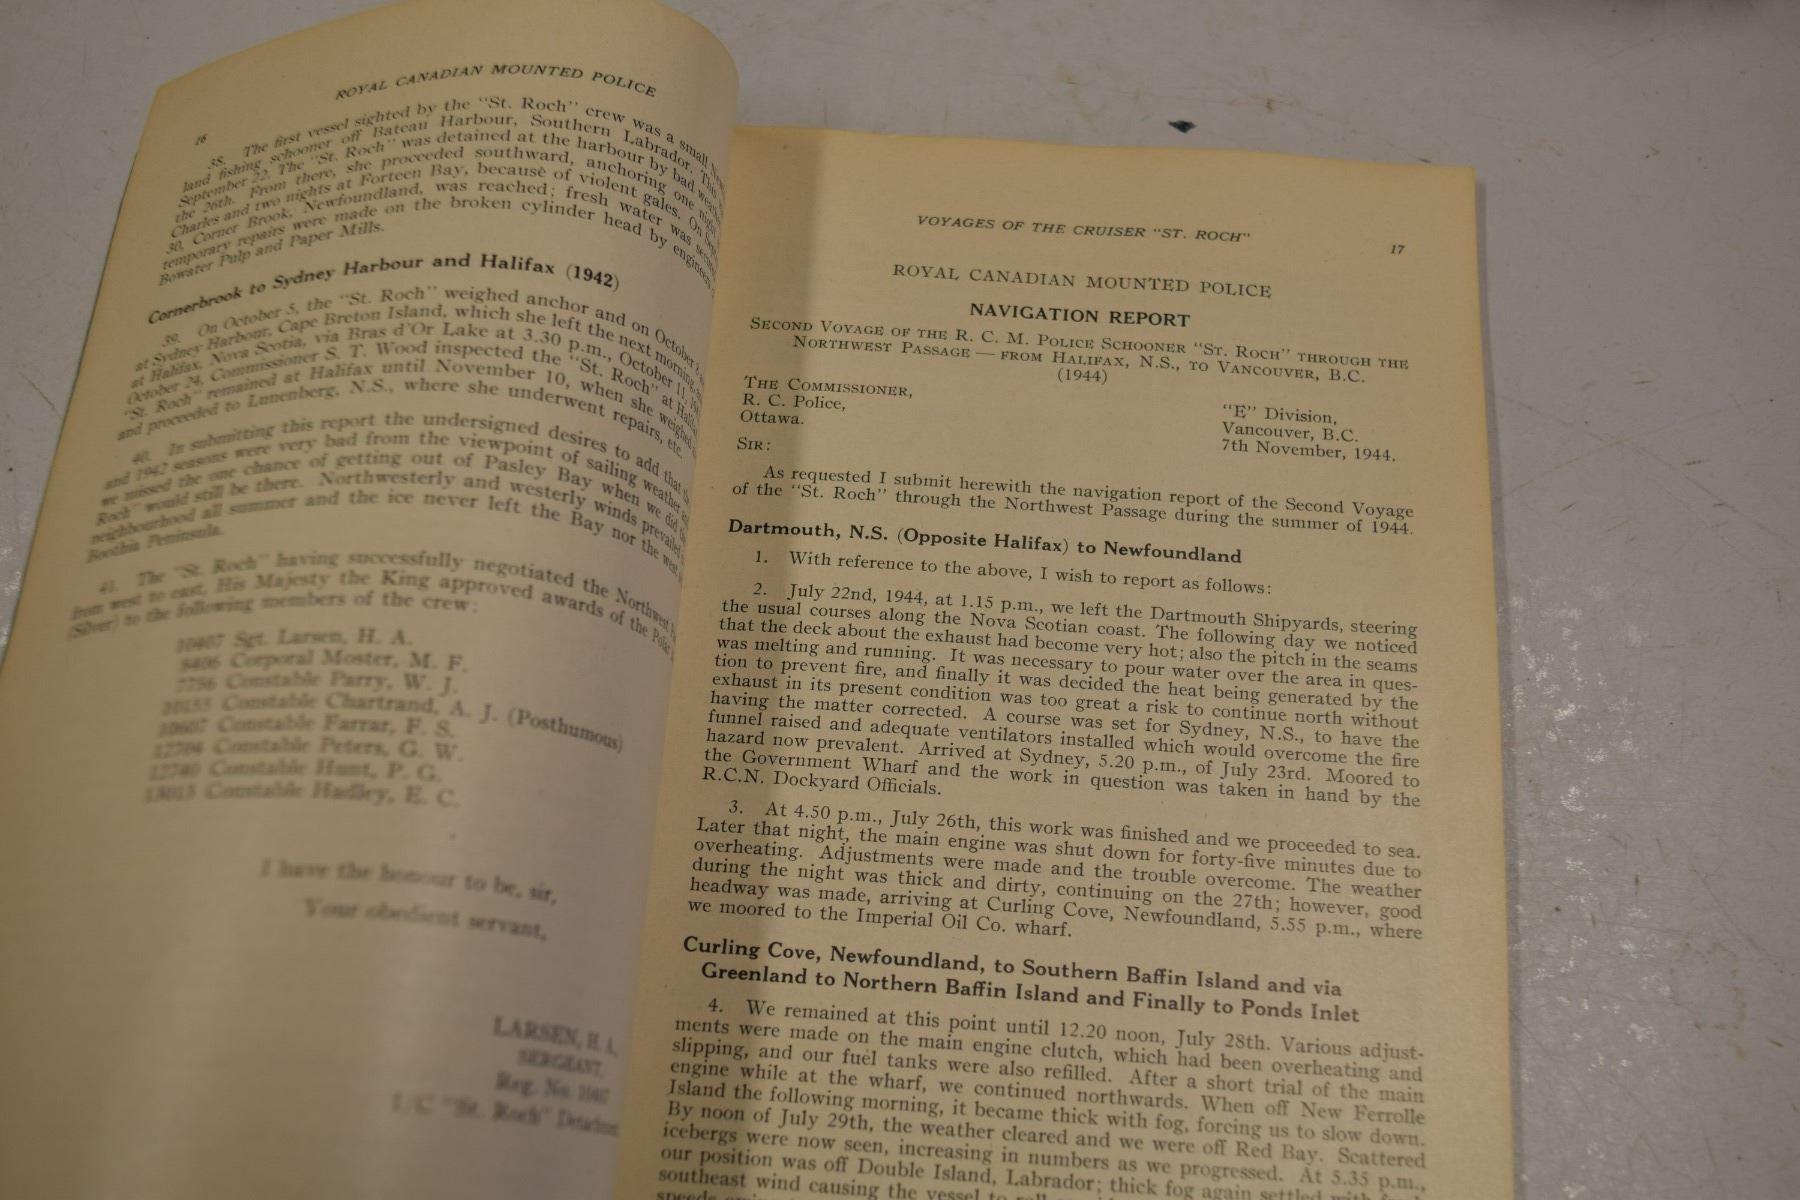 16
ROYAL CANADIAN MOUNTED POLICE
38. The first vessel sighted by the "St. Roch" crew was a small
land fishing schooner off Bateau Harbour, Southern Labrador.
September 22. The "St. Roch" was detained at the harbour by bad
the 26th. From there, she proceeded southward, anchoring one night
Charles and two nights at Forteen Bay, because of violent gales. On
30, Corner Brook, Newfoundland, was reached; fresh water was
temporary repairs were made on the broken cylinder head by
Bowater Pulp and Paper Mills.
Cornerbrook to Sydney Harbour and Halifax (1942)
39. On October 5, the "St. Roch" weighed anchor and on October
at Sydney Harbour, Cape Breton Island, which she left the next morning,
at Halifax, Nova Scotia, via Bras d'Or Lake at 3.30 p.m., October 11,
October 24, Commissioner S. T. Wood inspected the "St. Roch" at
"St. Roch" remained at Halifax until November 10, when she weighed
and proceeded to Lunenberg, N.S., where she underwent repairs, etc.
40. In submitting this report the undersigned desires to add that
and 1942 seasons were very bad from the viewpoint of sailing weather
we missed the one chance of getting out of Pasley Bay when we did, the
Roch" would still be there. Northwesterly and westerly winds prevailed
neighbourhood all summer and the ice never left the Bay nor the west
Boothia Peninsula.
41. The "St. Roch" having successfully negotiated the Northwest
from west to east, His Majesty the King approved awards of the Polar
(Silver) to the following members of the crew:
10407 Sgt. Larsen, H. A.
8406 Corporal Moster, M. F.
7756 Constable Parry, W. J.
10155 Constable Chartrand, A. J. (Posthumous)
10607 Constable Farrar, F. S.
12704 Constable Peters, G. W.
12740 Constable Hunt, P. G.
13013 Constable Hadley, E. C.
I have the honour to be, sir,
Your obedient servant,
LARSEN, H. A.
SERGEANT,
Reg. No.
I/C "St. Roch"
VOYAGES OF THE CRUISER "ST. ROCH"
17
ROYAL CANADIAN MOUNTED POLICE
NAVIGATION REPORT
SECOND VOYAGE OF THE R. C. M. POLICE SCHOONER "ST. ROCH" THROUGH THE
NORTHWEST PASSAGE — FROM HALIFAX, N.S., TO VANCOUVER, B.C.
(1944)
THE COMMISSIONER,
R. C. Police,
Ottawa.
"E" Division,
Vancouver, B.C.
7th November, 1944.
SIR:
As requested I submit herewith the navigation report of the Second Voyage
of the "St. Roch" through the Northwest Passage during the summer of 1944.
Dartmouth, N.S. (Opposite Halifax) to Newfoundland
1. With reference to the above, I wish to report as follows:
2. July 22nd, 1944, at 1.15 p.m., we left the Dartmouth Shipyards, steering
the usual courses along the Nova Scotian coast. The following day we noticed
that the deck about the exhaust had become very hot; also the pitch in the seams
was melting and running. It was necessary to pour water over the area in ques-
tion to prevent fire, and finally it was decided the heat being generated by the
exhaust in its present condition was too great a risk to continue north without
having the matter corrected. A course was set for Sydney, N.S., to have the
funnel raised and adequate ventilators installed which would overcome the fire
hazard now prevalent. Arrived at Sydney, 5.20 p.m., of July 23rd. Moored to
the Government Wharf and the work in question was taken in hand by the
R.C.N. Dockyard Officials.
3. At 4.50 p.m., July 26th, this work was finished and we proceeded to sea.
Later that night, the main engine was shut down for forty-five minutes due to
overheating. Adjustments were made and the trouble overcome. The weather
during the night was thick and dirty, continuing on the 27th; however, good
headway was made, arriving at Curling Cove, Newfoundland, 5.55 p.m., where
we moored to the Imperial Oil Co. wharf.
Curling Cove, Newfoundland, to Southern Baffin Island and via
Greenland to Northern Baffin Island and Finally to Ponds Inlet
4. We remained at this point until 12.20 noon, July 28th. Various adjust-
ments were made on the main engine clutch, which had been overheating and
slipping, and our fuel tanks were also refilled. After a short trial of the main
engine while at the wharf, we continued northwards. When off New Ferrolle
Island the following morning, it became thick with fog, forcing us to slow down.
By noon of July 29th, the weather cleared and we were off Red Bay. Scattered
icebergs were now seen, increasing in numbers as we progressed. At 5.35 p.m.,
our position was off Double Island, Labrador; thick fog again settled with
southeast wind causing the vessel to